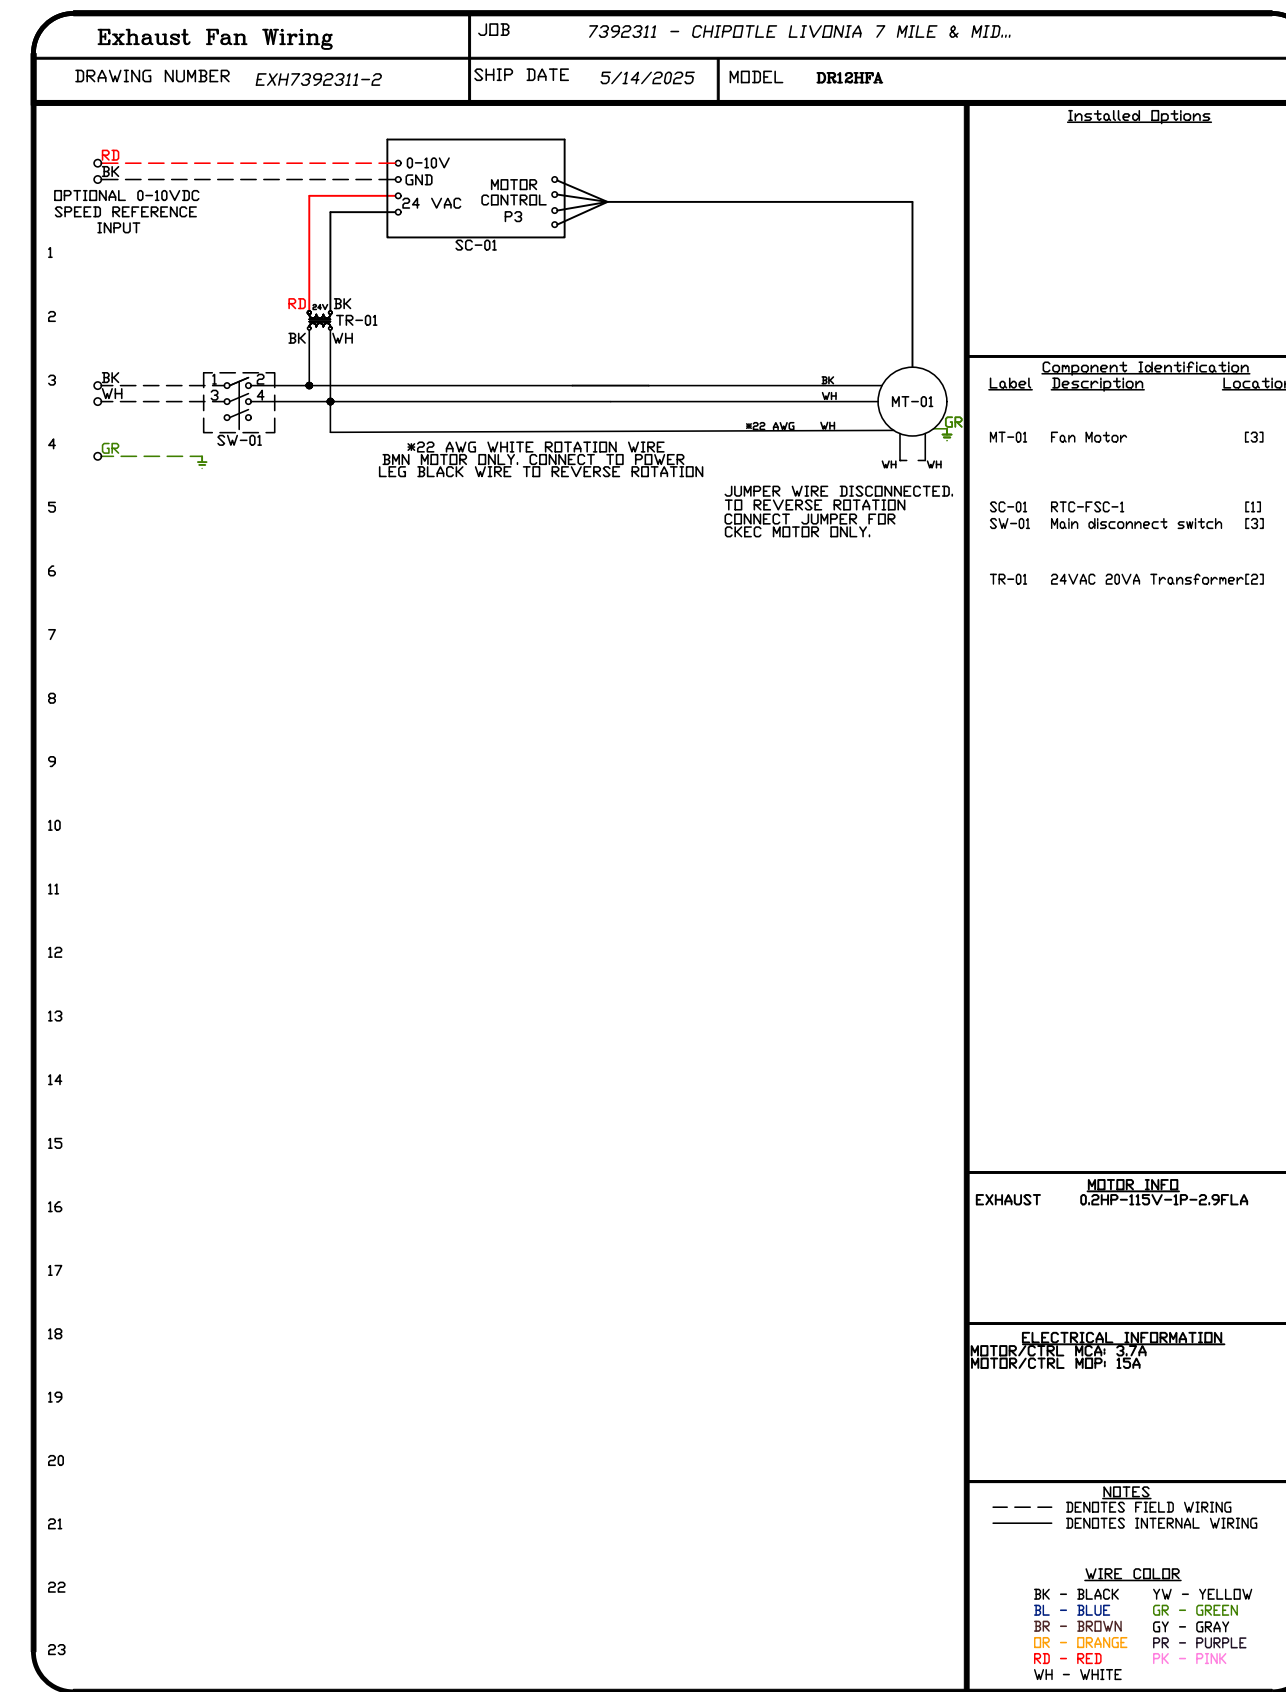 Exhaust Fan Wiring
JOB 7392311 - CHIPOTLE LIVONIA 7 MILE & MID...
DRAWING NUMBER EXH7392311-2
SHIP DATE 5/14/2025
MODEL DR12HFA
RD
BK
OPTIONAL 0-10VDC
SPEED REFERENCE
INPUT
0-10V
GND
24 VAC
MOTOR
CONTROL
P3
SC-01
RD 24V BK
TR-01
BK WH
BK
WH
1 2
3 4
SW-01
GR
BK
WH
*22 AWG WH
MT-01
GR
WH WH
*22 AWG WHITE ROTATION WIRE
BMN MOTOR ONLY. CONNECT TO POWER
LEG BLACK WIRE TO REVERSE ROTATION
JUMPER WIRE DISCONNECTED.
TO REVERSE ROTATION
CONNECT JUMPER FOR
CKEC MOTOR ONLY.
1
2
3
4
5
6
7
8
9
10
11
12
13
14
15
16
17
18
19
20
21
22
23
Installed Options
Component Identification
Label Description Location
MT-01 Fan Motor [3]
SC-01 RTC-FSC-1 [1]
SW-01 Main disconnect switch [3]
TR-01 24VAC 20VA Transformer[2]
MOTOR INFO
EXHAUST 0.2HP-115V-1P-2.9FLA
ELECTRICAL INFORMATION
MOTOR/CTRL MCA: 3.7A
MOTOR/CTRL MOP: 15A
NOTES
DENOTES FIELD WIRING
DENOTES INTERNAL WIRING
WIRE COLOR
BK - BLACK YW - YELLOW
BL - BLUE GR - GREEN
BR - BROWN GY - GRAY
OR - ORANGE PR - PURPLE
RD - RED PK - PINK
WH - WHITE